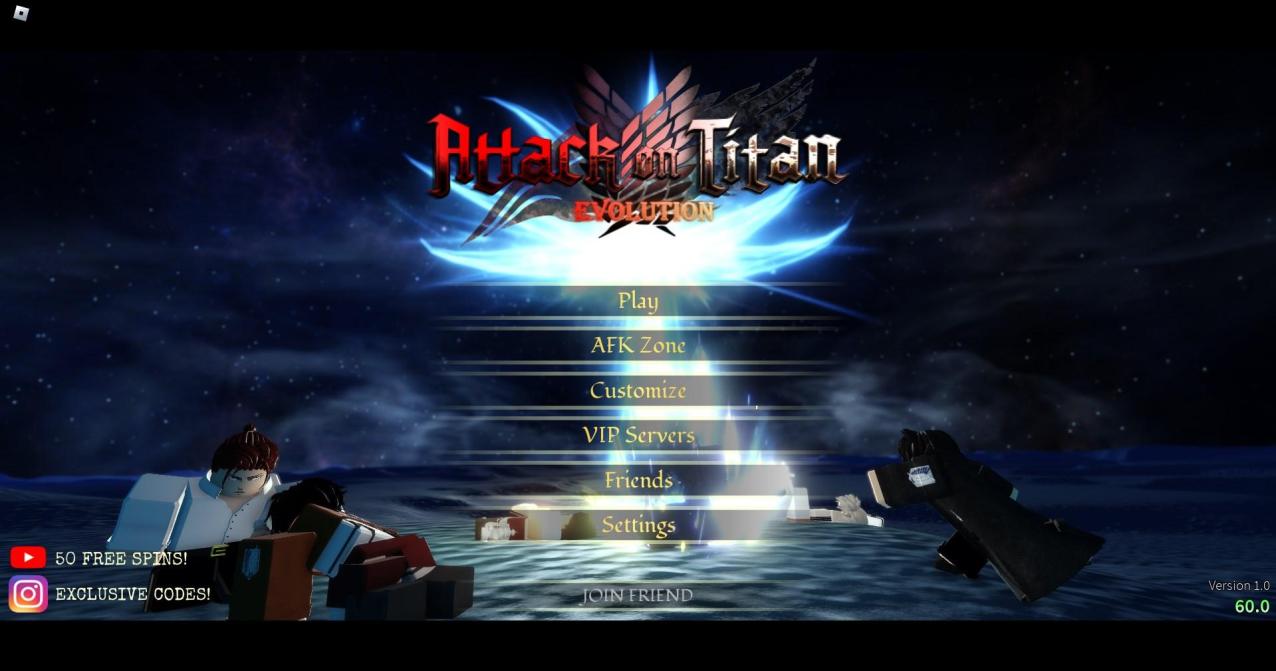 Attack on Titan
EVOLUTION
Play
AFK Zone
Customize
VIP Servers
Friends
Settings
50 FREE SPINS!
EXCLUSIVE CODES!
JOIN FRIEND
Version 1.0
60.0